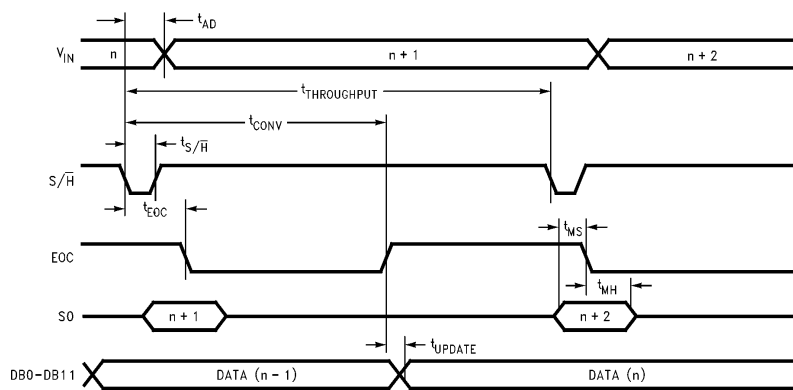 t_AD
V_IN n n + 1 n + 2
t_THROUGHPUT
t_CONV
t_S/H̅
S/H̅
t_EOC
t_MS
EOC
t_MH
S0 n + 1 n + 2
t_UPDATE
DB0-DB11 DATA (n - 1) DATA (n)